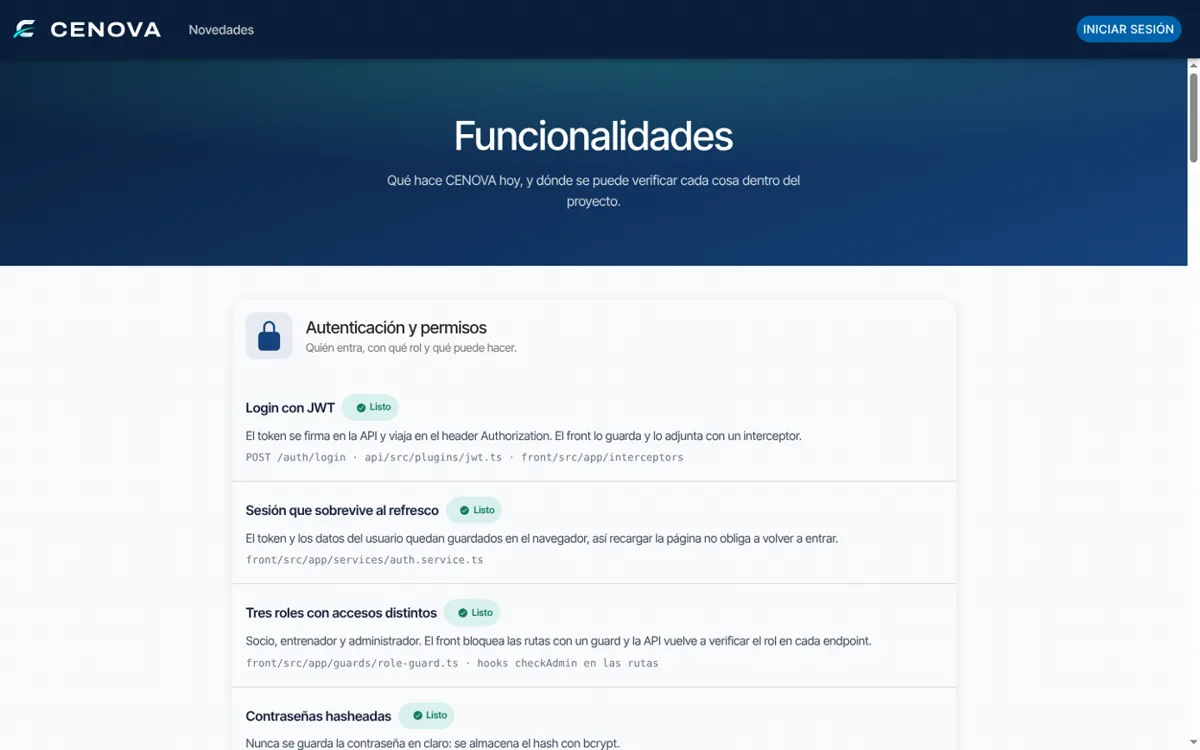 CENOVA
Novedades
INICIAR SESIÓN
Funcionalidades
Qué hace CENOVA hoy, y dónde se puede verificar cada cosa dentro del
proyecto.
Autenticación y permisos
Quién entra, con qué rol y qué puede hacer.
Login con JWT
Listo
El token se firma en la API y viaja en el header Authorization. El front lo guarda y lo adjunta con un interceptor.
POST /auth/login · api/src/plugins/jwt.ts · front/src/app/interceptors
Sesión que sobrevive al refresco
Listo
El token y los datos del usuario quedan guardados en el navegador, así recargar la página no obliga a volver a entrar.
front/src/app/services/auth.service.ts
Tres roles con accesos distintos
Listo
Socio, entrenador y administrador. El front bloquea las rutas con un guard y la API vuelve a verificar el rol en cada endpoint.
front/src/app/guards/role-guard.ts · hooks checkAdmin en las rutas
Contraseñas hasheadas
Listo
Nunca se guarda la contraseña en claro: se almacena el hash con bcrypt.